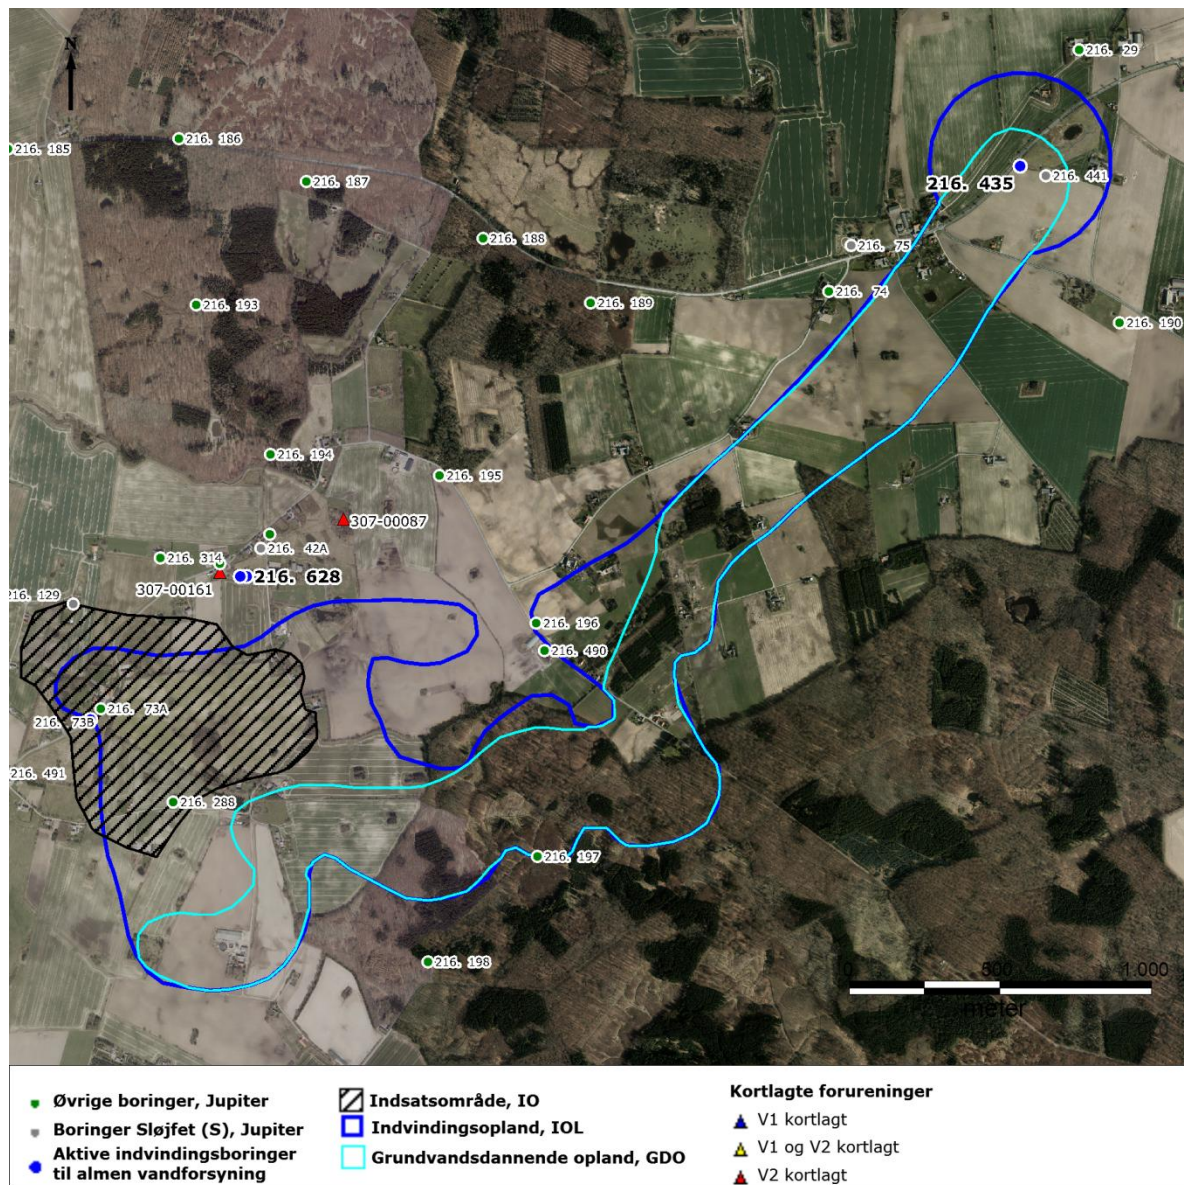 N
216. 29
216. 185
216. 186
216. 187
216. 435
216. 441
216. 188
216. 75
216. 74
216. 193
216. 189
216. 190
216. 194
216. 195
307-00087
216. 42A
216. 314
216. 628
307-00161
216. 129
216. 196
216. 490
216. 73A
216. 73B
216. 491
216. 288
216. 197
216. 198
0 500 1.000
meter
Øvrige boringer, Jupiter
Boringer Sløjfet (S), Jupiter
Aktive indvindingsboringer
til almen vandforsyning
Indsatsområde, IO
Indvindingsopland, IOL
Grundvandsdannende opland, GDO
Kortlagte forureninger
V1 kortlagt
V1 og V2 kortlagt
V2 kortlagt